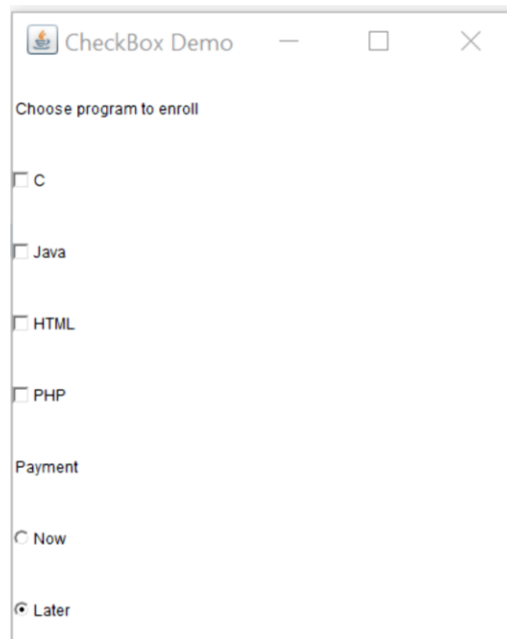 CheckBox Demo
Choose program to enroll
C
Java
HTML
PHP
Payment
Now
Later